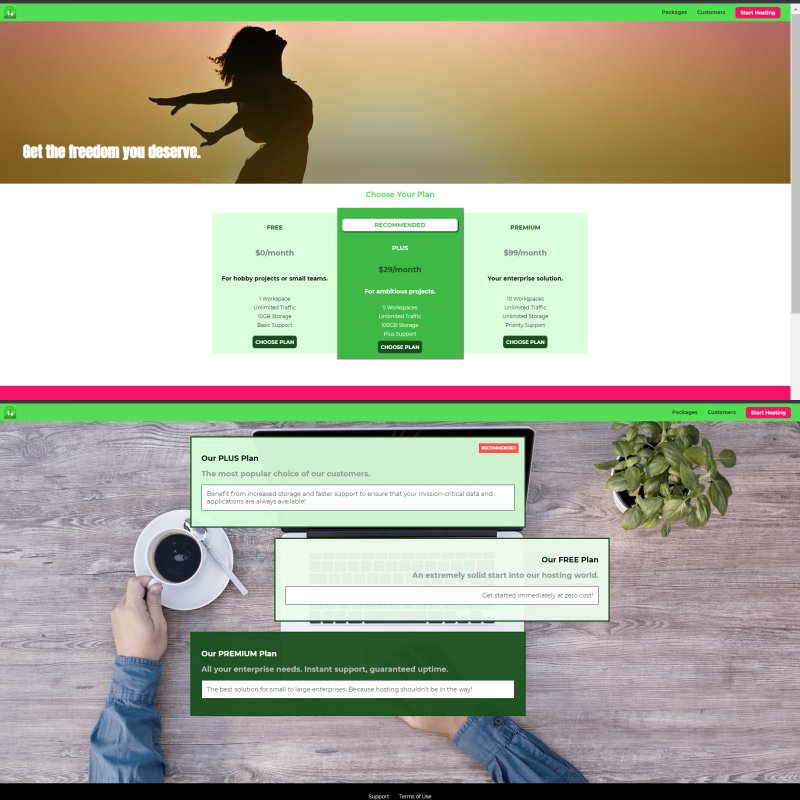 Packages Customers Start Hosting
Get the freedom you deserve.
Choose Your Plan
FREE
$0/month
For hobby projects or small teams.
1 Workspace
Unlimited Traffic
10GB Storage
Basic Support
CHOOSE PLAN
RECOMMENDED
PLUS
$29/month
For ambitious projects.
5 Workspaces
Unlimited Traffic
100GB Storage
Plus Support
CHOOSE PLAN
PREMIUM
$99/month
Your enterprise solution.
10 Workspaces
Unlimited Traffic
Unlimited Storage
Priority Support
CHOOSE PLAN
Packages Customers Start Hosting
RECOMMENDED
Our PLUS Plan
The most popular choice of our customers.
Benefit from increased storage and faster support to ensure that your mission-critical data and
applications are always available!
Our FREE Plan
An extremely solid start into our hosting world.
Get started immediately at zero cost!
Our PREMIUM Plan
All your enterprise needs. Instant support, guaranteed uptime.
The best solution for small to large enterprises. Because hosting shouldn't be in the way!
Support Terms of Use